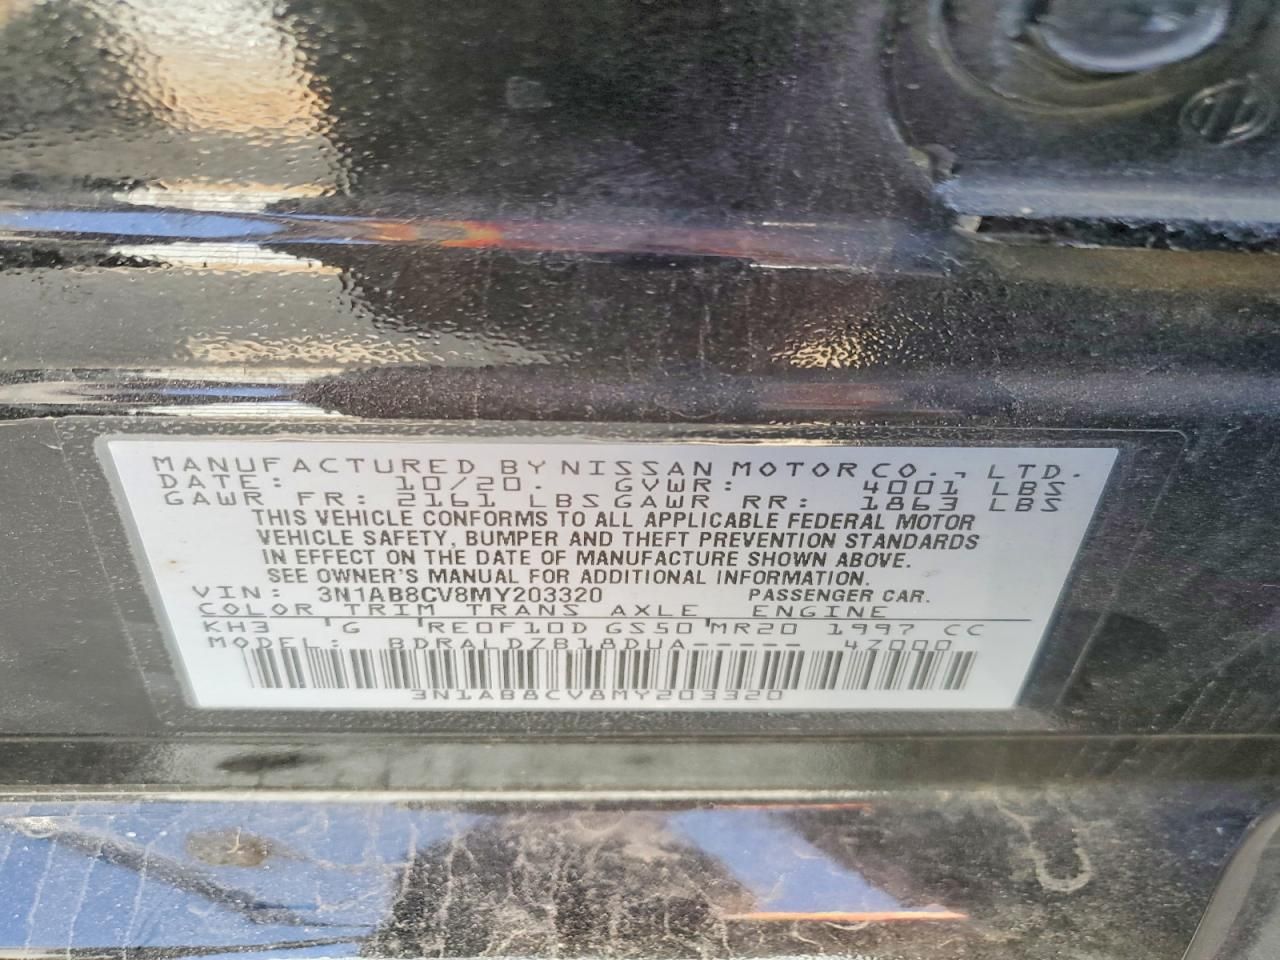 MANUFACTURED BY NISSAN MOTOR CO., LTD.
DATE: 10/20. GVWR: 4001 LBS
GAWR FR: 2161 LBS GAWR RR: 1863 LBS
THIS VEHICLE CONFORMS TO ALL APPLICABLE FEDERAL MOTOR
VEHICLE SAFETY, BUMPER AND THEFT PREVENTION STANDARDS
IN EFFECT ON THE DATE OF MANUFACTURE SHOWN ABOVE.
SEE OWNER'S MANUAL FOR ADDITIONAL INFORMATION.
VIN: 3N1AB8CV8MY203320 PASSENGER CAR.
COLOR TRIM TRANS AXLE ENGINE
KH3 'G 'RE0F10D GS50'MR20 1997 CC
MODEL: BDRALDZB18DUA----- 4Z000
3N1AB8CV8MY203320